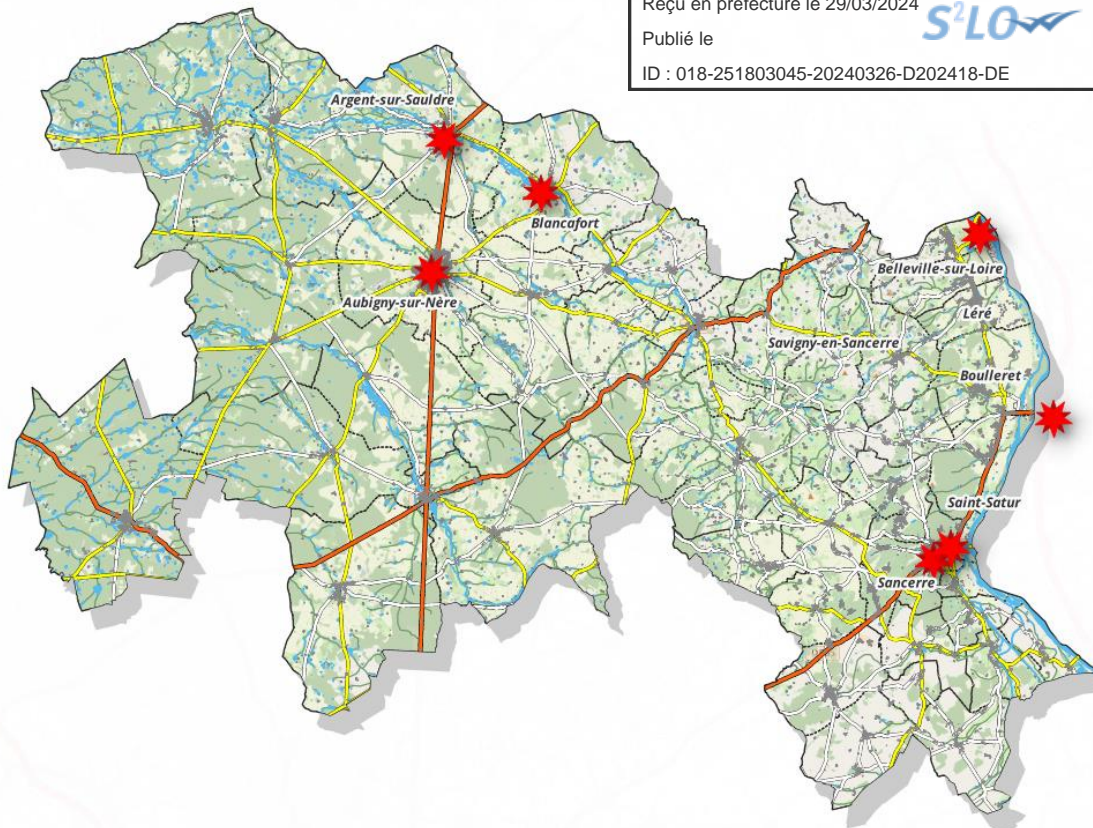 Reçu en préfecture le 29/03/2024
Publié le
S²LO
ID : 018-251803045-20240326-D202418-DE
Argent-sur-Sauldre
Blancafort
Aubigny-sur-Nère
Belleville-sur-Loire
Léré
Savigny-en-Sancerre
Boulleret
Saint-Satur
Sancerre